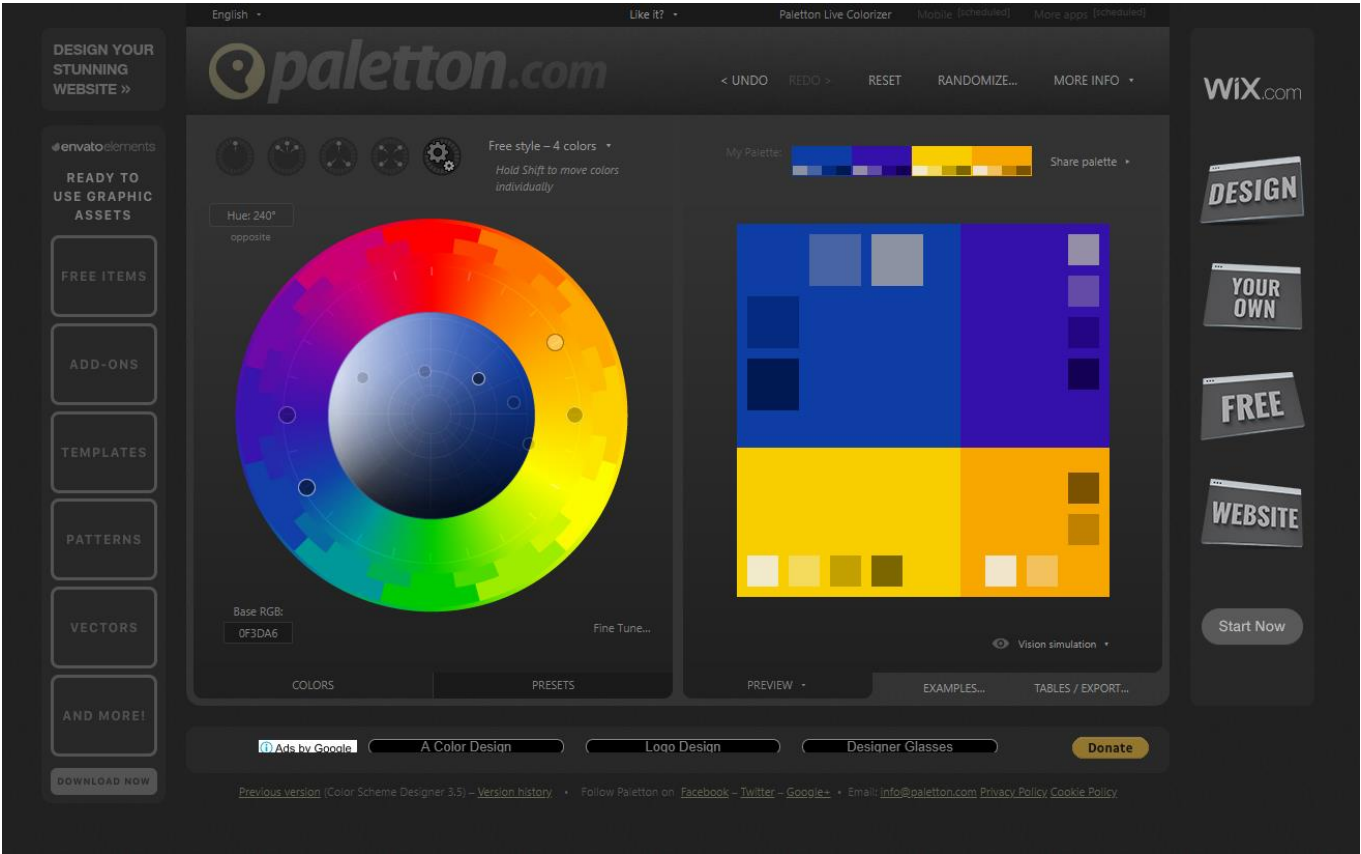 English
Like it?
Paletton Live Colorizer
Mobile [scheduled]
More apps [scheduled]
DESIGN YOUR
STUNNING
WEBSITE »
paletton.com
< UNDO
REDO >
RESET
RANDOMIZE...
MORE INFO
WiX.com
envatoelements
READY TO
USE GRAPHIC
ASSETS
FREE ITEMS
ADD-ONS
TEMPLATES
PATTERNS
VECTORS
AND MORE!
DOWNLOAD NOW
Free style – 4 colors
Hold Shift to move colors
individually
Hue: 240°
opposite
Base RGB:
0F3DA6
Fine Tune...
COLORS
PRESETS
My Palette:
Share palette
Vision simulation
PREVIEW
EXAMPLES...
TABLES / EXPORT...
DESIGN
YOUR
OWN
FREE
WEBSITE
Start Now
Ads by Google
A Color Design
Logo Design
Designer Glasses
Donate
Previous version (Color Scheme Designer 3.5) – Version history • Follow Paletton on Facebook – Twitter – Google+ • Email: info@paletton.com Privacy Policy Cookie Policy